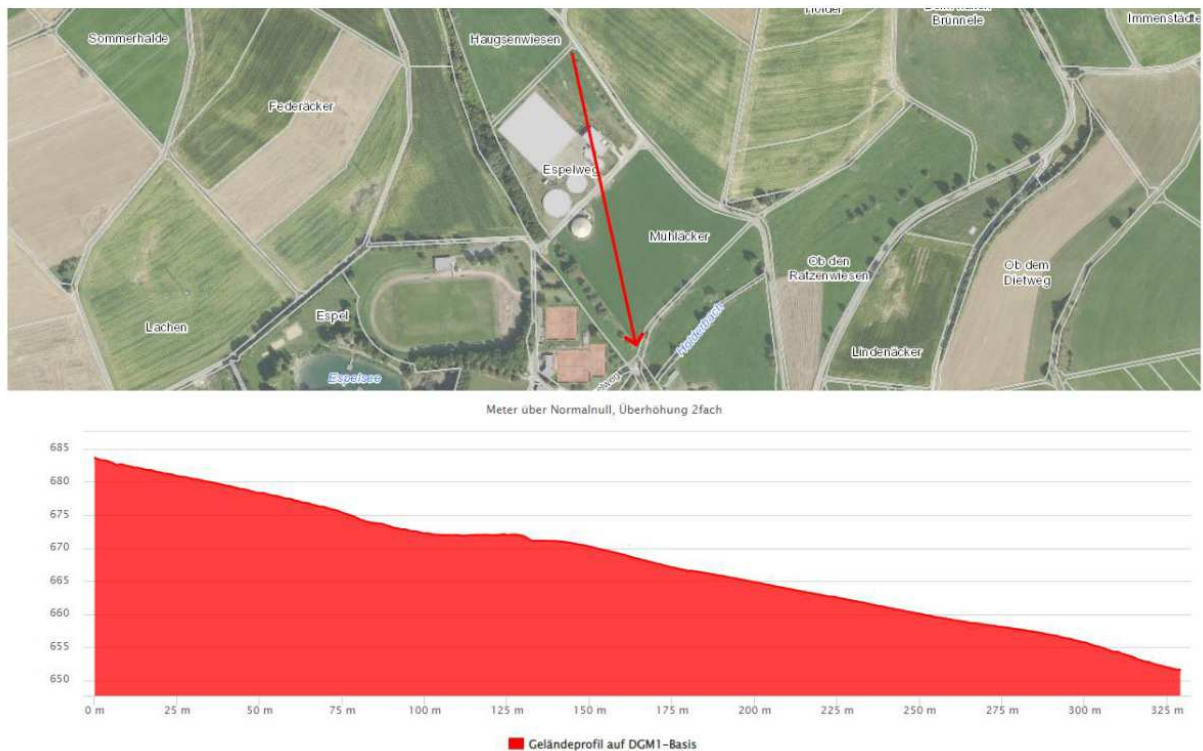 Sommerhalde
Haugsenwiesen
Brünnele
Immenstädte
Federäcker
Espelweg
Mühläcker
Ob den
Ratzenwiesen
Ob dem
Dietweg
Lachen
Espel
Holderbach
Lindenäcker
Espelsee
Meter über Normalnull, Überhöhung 2fach
685
680
675
670
665
660
655
650
0 m 25 m 50 m 75 m 100 m 125 m 150 m 175 m 200 m 225 m 250 m 275 m 300 m 325 m
Geländeprofil auf DGM1-Basis